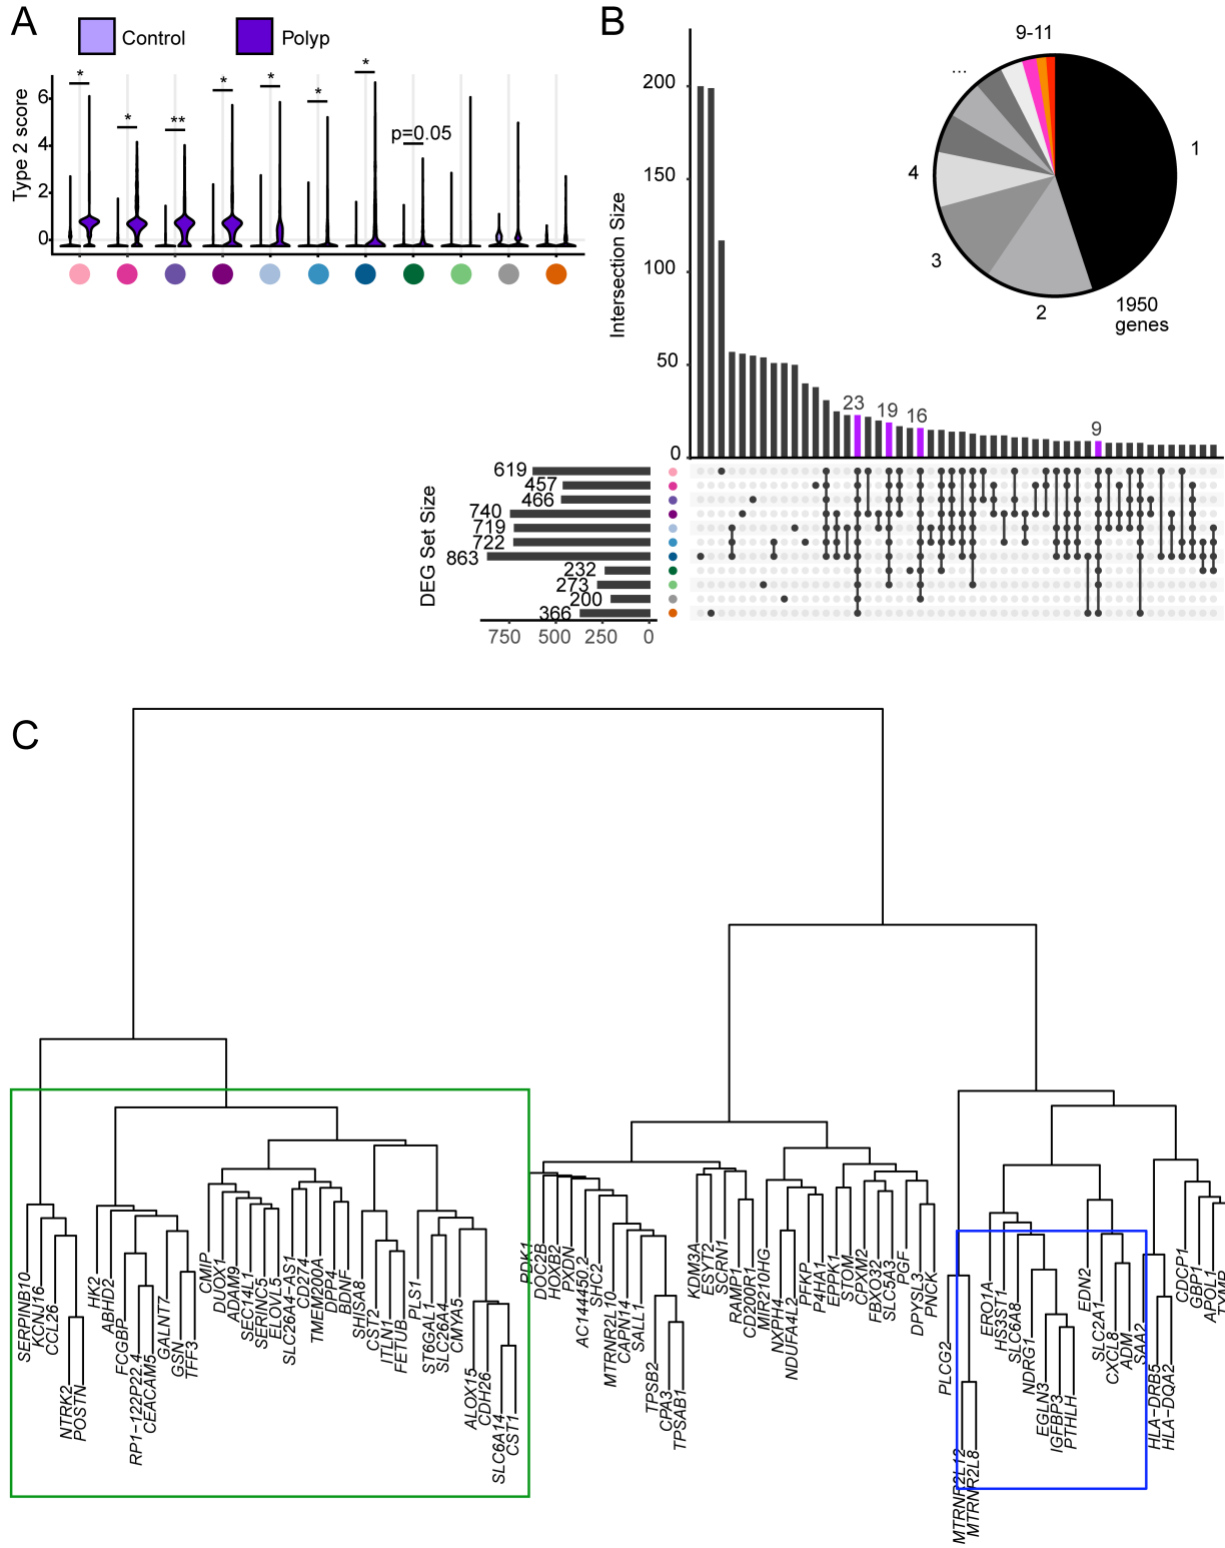 A
Control
Polyp
B
Type 2 score
6
4
2
0
*
*
**
*
*
*
*
p=0.05
Intersection Size
200
150
100
50
0
23
19
16
9
9-11
...
4
3
2
1
1950
genes
DEG Set Size
619
457
466
740
719
722
863
232
273
200
366
750
500
250
0
C
SERPINB10
KCNJ16
CCL26
NTRK2
POSTN
HK2
ABHD2
FCGBP
RP1-122P22.4
CEACAM5
GALNT7
GSN
TFF3
CMIP
DUOX1
ADAM9
SEC14L1
SERINC5
ELOVL5
SLC26A4-AS1
CD274
TMEM200A
DPP4
BDNF
SHISA8
CST2
ITLN1
FETUB
PLS1
ST6GAL1
SLC26A4
CMYA5
ALOX15
CDH26
SLC6A14
CST1
PDK1
DOC2B
HOXB2
PXDN
AC144450.2
SHC2
MTRNR2L10
CAPN14
SALL1
TPSB2
CPA3
TPSAB1
KDM3A
ESYT2
SCRN1
RAMP1
CD200R1
MIR210HG
NXPH4
NDUFA4L2
PFKP
P4HA1
EPPK1
STOM
CPXM2
FBXO32
SLC5A3
PGF
DPYSL3
PNCK
PLCG2
MTRNR2L12
MTRNR2L8
ERO1A
HS3ST1
SLC6A8
NDRG1
EGLN3
IGFBP3
PTHLH
EDN2
SLC2A1
CXCL8
ADM
SAA2
HLA-DRB5
HLA-DQA2
CDCP1
GBP1
APOL1